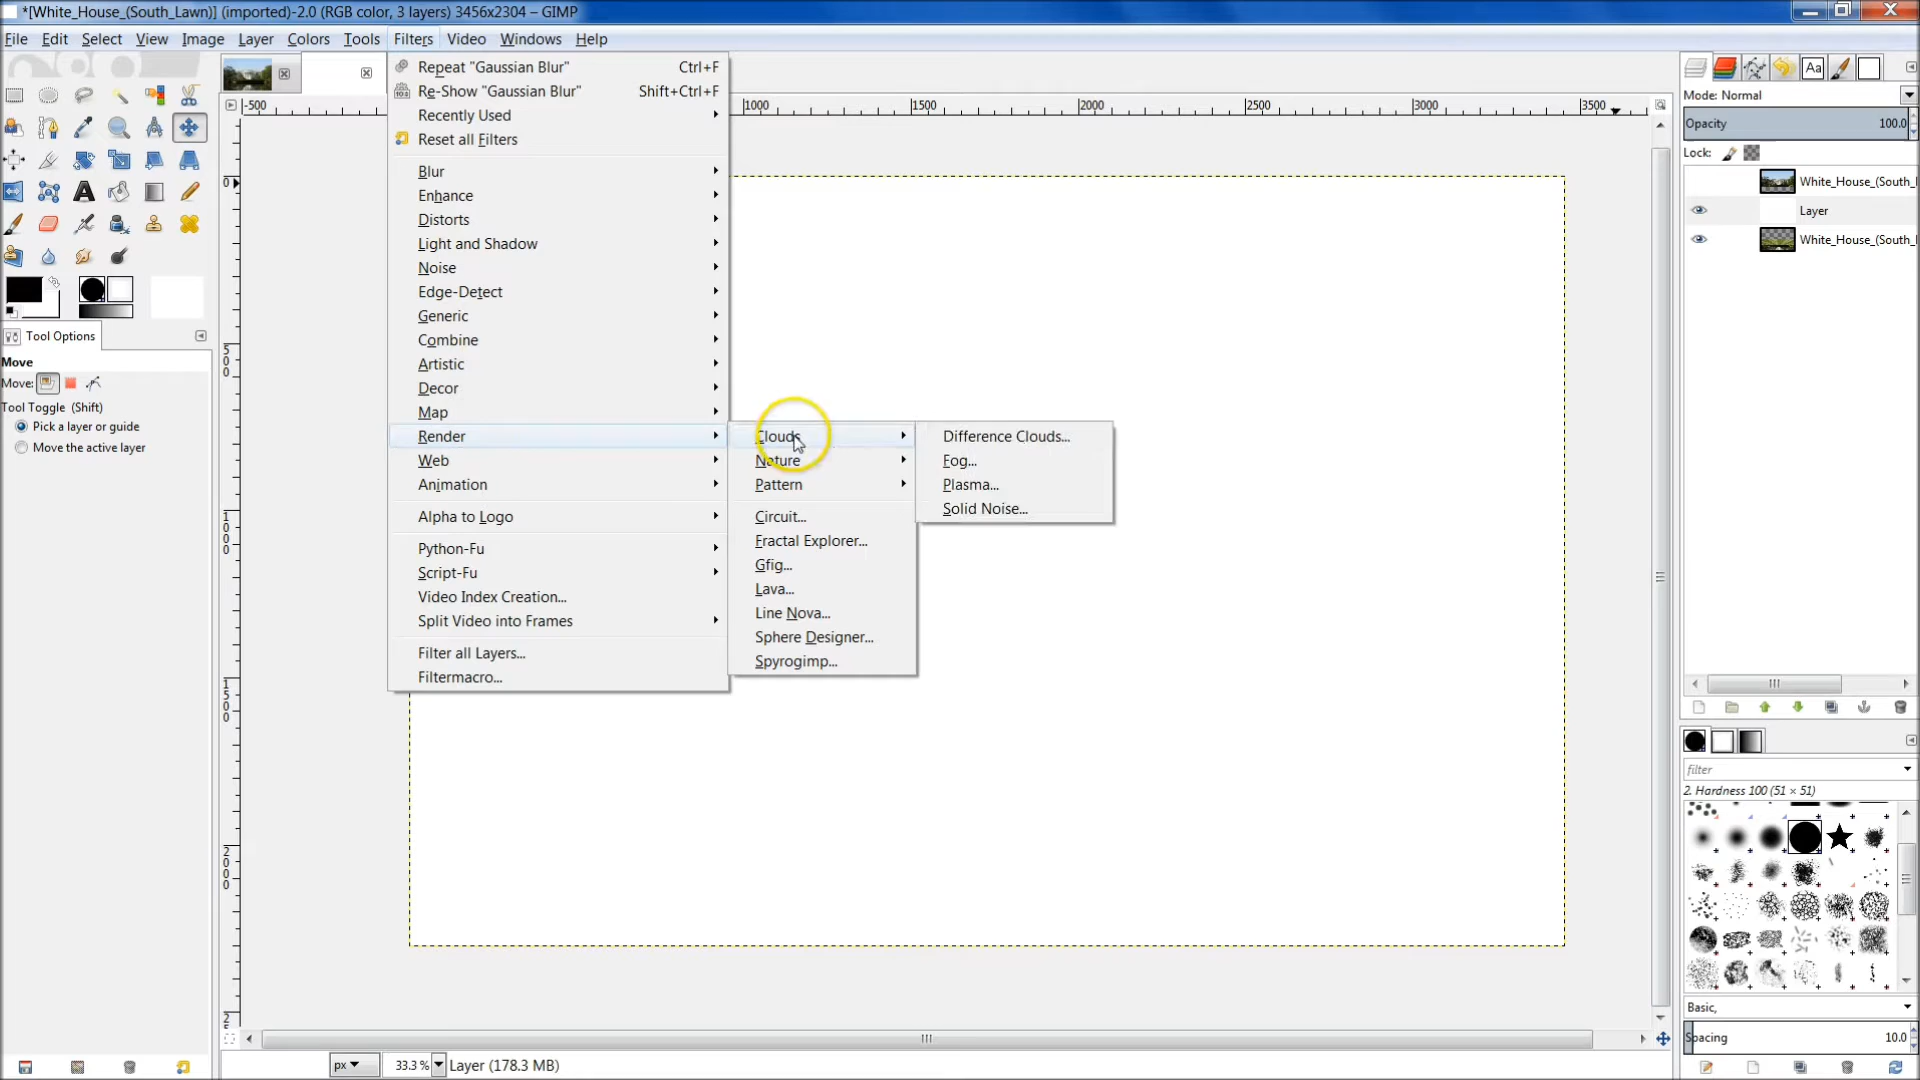 *[White_House_(South_Lawn)] (imported)-2.0 (RGB color, 3 layers) 3456x2304 – GIMP
File Edit Select View Image Layer Colors Tools Filters Video Windows Help
Repeat "Gaussian Blur" Ctrl+F
Re-Show "Gaussian Blur" Shift+Ctrl+F
Recently Used
Reset all Filters
Blur
Enhance
Distorts
Light and Shadow
Noise
Edge-Detect
Generic
Combine
Artistic
Decor
Map
Render
Web
Animation
Alpha to Logo
Python-Fu
Script-Fu
Video Index Creation...
Split Video into Frames
Filter all Layers...
Filtermacro...
Clouds
Nature
Pattern
Circuit...
Fractal Explorer...
Gfig...
Lava...
Line Nova...
Sphere Designer...
Spyrogimp...
Difference Clouds...
Fog...
Plasma...
Solid Noise...
-500 1000 1500 2000 2500 3000 3500
0
500
1000
1500
2000
Tool Options
Move
Move:
Tool Toggle (Shift)
Pick a layer or guide
Move the active layer
Aa
Mode: Normal
Opacity 100.0
Lock:
White_House_(South_
Layer
White_House_(South_
filter
2. Hardness 100 (51 × 51)
Basic,
Spacing 10.0
px 33.3 % Layer (178.3 MB)